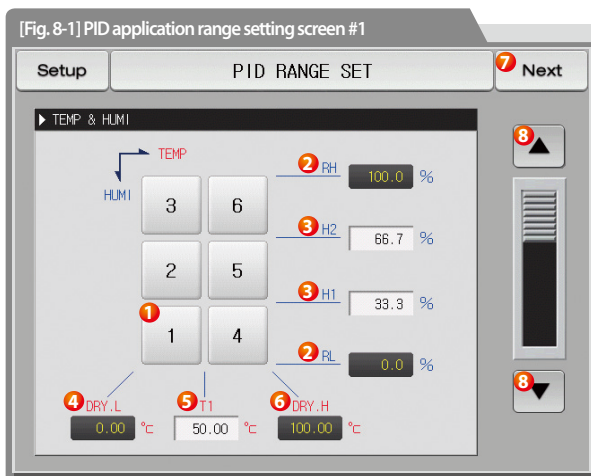 [Fig. 8-1] PID application range setting screen #1
Setup
PID RANGE SET
7 Next
▶ TEMP & HUMI
TEMP
HUMI
3 6
2 5
1 1 4
2 RH 100.0 %
3 H2 66.7 %
3 H1 33.3 %
2 RL 0.0 %
4 DRY.L 0.00 ℃
5 T1 50.00 ℃
6 DRY.H 100.00 ℃
8 ▲
8 ▼